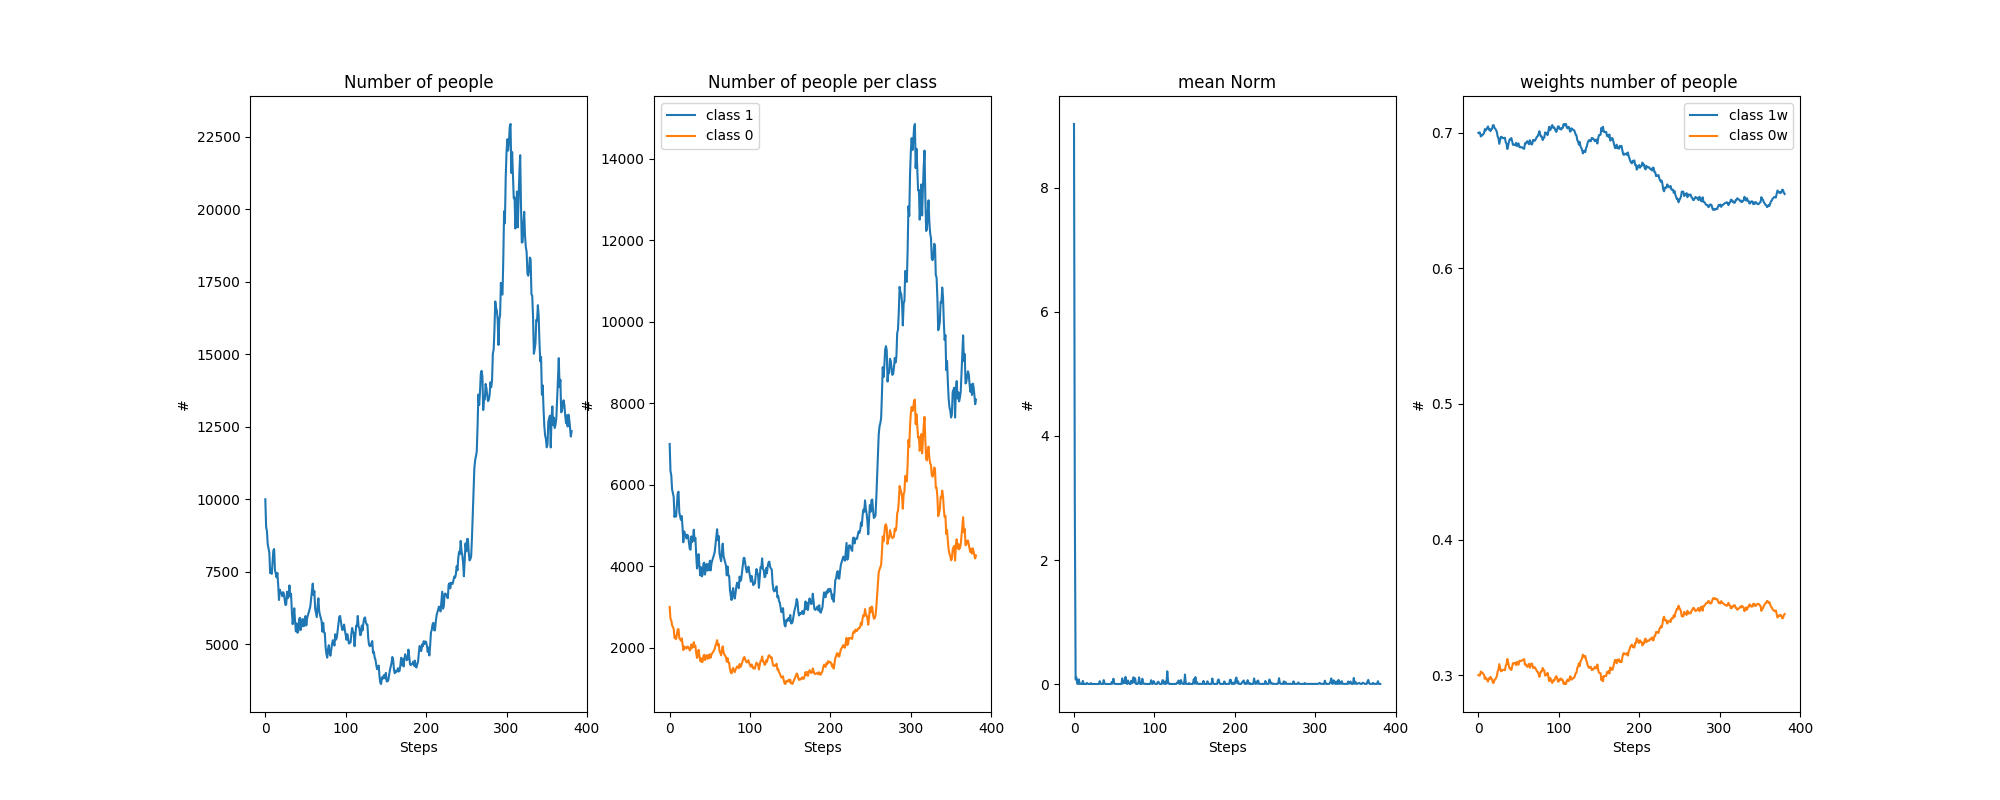 Number of people
22500
20000
17500
15000
12500
10000
7500
5000
#
0 100 200 300 400
Steps
Number of people per class
class 1
class 0
14000
12000
10000
8000
6000
4000
2000
#
0 100 200 300 400
Steps
mean Norm
8
6
4
2
0
#
0 100 200 300 400
Steps
weights number of people
class 1w
class 0w
0.7
0.6
0.5
0.4
0.3
#
0 100 200 300 400
Steps